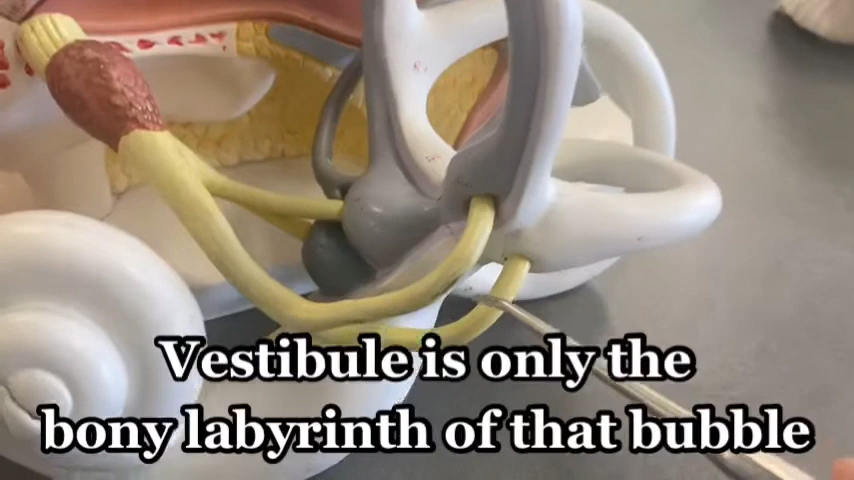 Vestibule is only the
bony labyrinth of that bubble